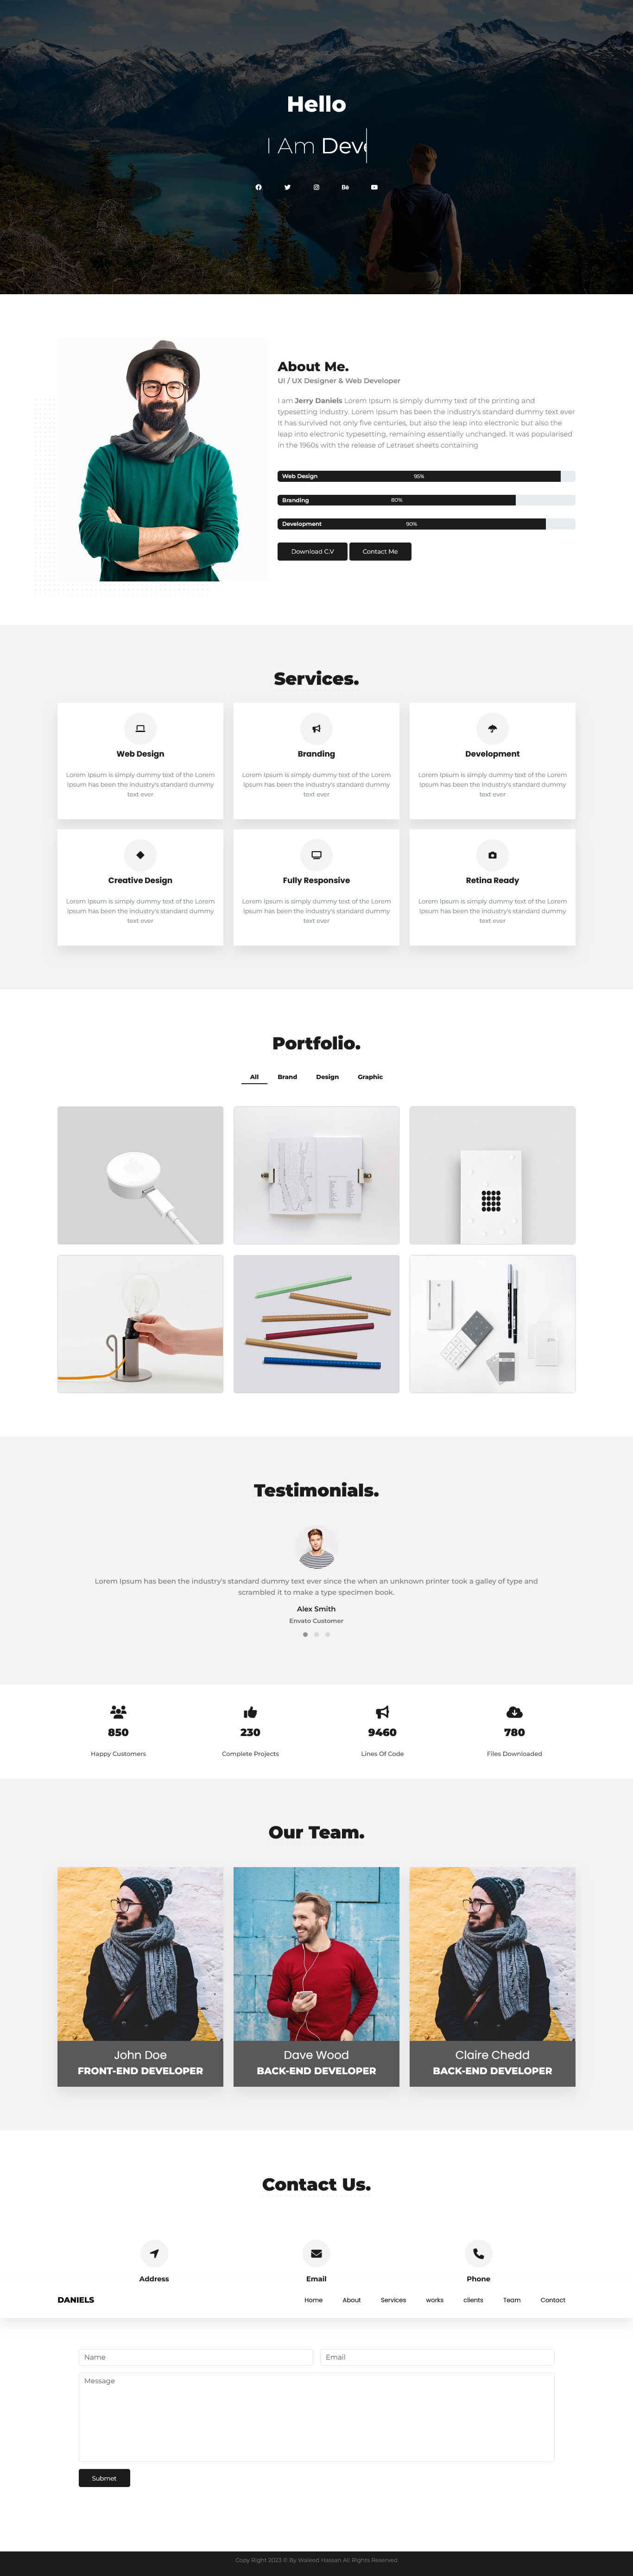 Hello
I Am Deve
About Me.
UI / UX Designer & Web Developer
I am Jerry Daniels Lorem Ipsum is simply dummy text of the printing and
typesetting industry. Lorem Ipsum has been the industry's standard dummy text ever
It has survived not only five centuries, but also the leap into electronic but also the
leap into electronic typesetting, remaining essentially unchanged. It was popularised
in the 1960s with the release of Letraset sheets containing
Web Design 95%
Branding 80%
Development 90%
Download C.V Contact Me
Services.
Web Design
Lorem Ipsum is simply dummy text of the Lorem
Ipsum has been the industry's standard dummy
text ever
Branding
Lorem Ipsum is simply dummy text of the Lorem
Ipsum has been the industry's standard dummy
text ever
Development
Lorem Ipsum is simply dummy text of the Lorem
Ipsum has been the industry's standard dummy
text ever
Creative Design
Lorem Ipsum is simply dummy text of the Lorem
Ipsum has been the industry's standard dummy
text ever
Fully Responsive
Lorem Ipsum is simply dummy text of the Lorem
Ipsum has been the industry's standard dummy
text ever
Retina Ready
Lorem Ipsum is simply dummy text of the Lorem
Ipsum has been the industry's standard dummy
text ever
Portfolio.
All Brand Design Graphic
Testimonials.
Lorem Ipsum has been the industry's standard dummy text ever since the when an unknown printer took a galley of type and
scrambled it to make a type specimen book.
Alex Smith
Envato Customer
850 230 9460 780
Happy Customers Complete Projects Lines Of Code Files Downloaded
Our Team.
John Doe
FRONT-END DEVELOPER
Dave Wood
BACK-END DEVELOPER
Claire Chedd
BACK-END DEVELOPER
Contact Us.
Address Email Phone
DANIELS Home About Services works clients Team Contact
Name Email
Message
Submet
Copy Right 2023 © By Waleed Hassan All Rights Reserved